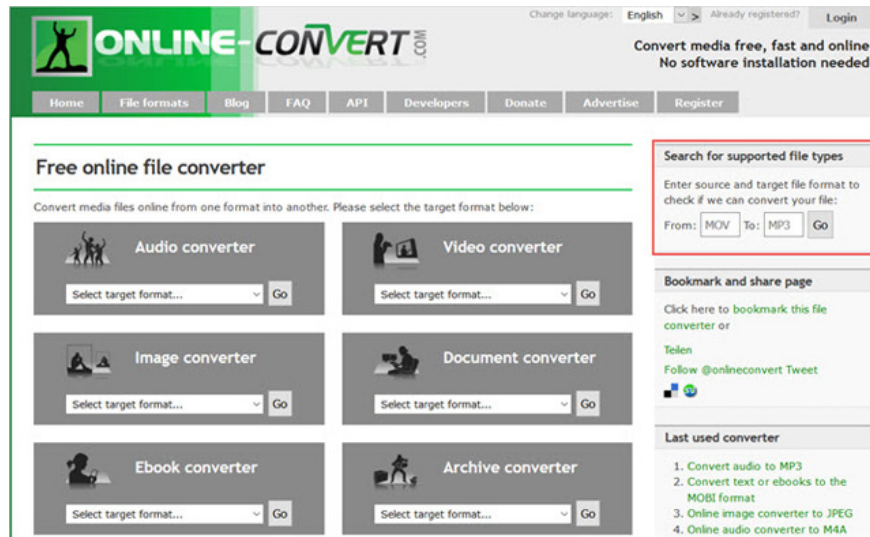 Change language: English Already registered? Login
ONLINE-CONVERT.COM
Convert media free, fast and online
No software installation needed
Home File formats Blog FAQ API Developers Donate Advertise Register
Free online file converter
Convert media files online from one format into another. Please select the target format below:
Audio converter
Select target format... Go
Video converter
Select target format... Go
Image converter
Select target format... Go
Document converter
Select target format... Go
Ebook converter
Select target format... Go
Archive converter
Select target format... Go
Search for supported file types
Enter source and target file format to
check if we can convert your file:
From: MOV To: MP3 Go
Bookmark and share page
Click here to bookmark this file
converter or
Teilen
Follow @onlineconvert Tweet
Last used converter
1. Convert audio to MP3
2. Convert text or ebooks to the
MOBI format
3. Online image converter to JPEG
4. Online audio converter to M4A